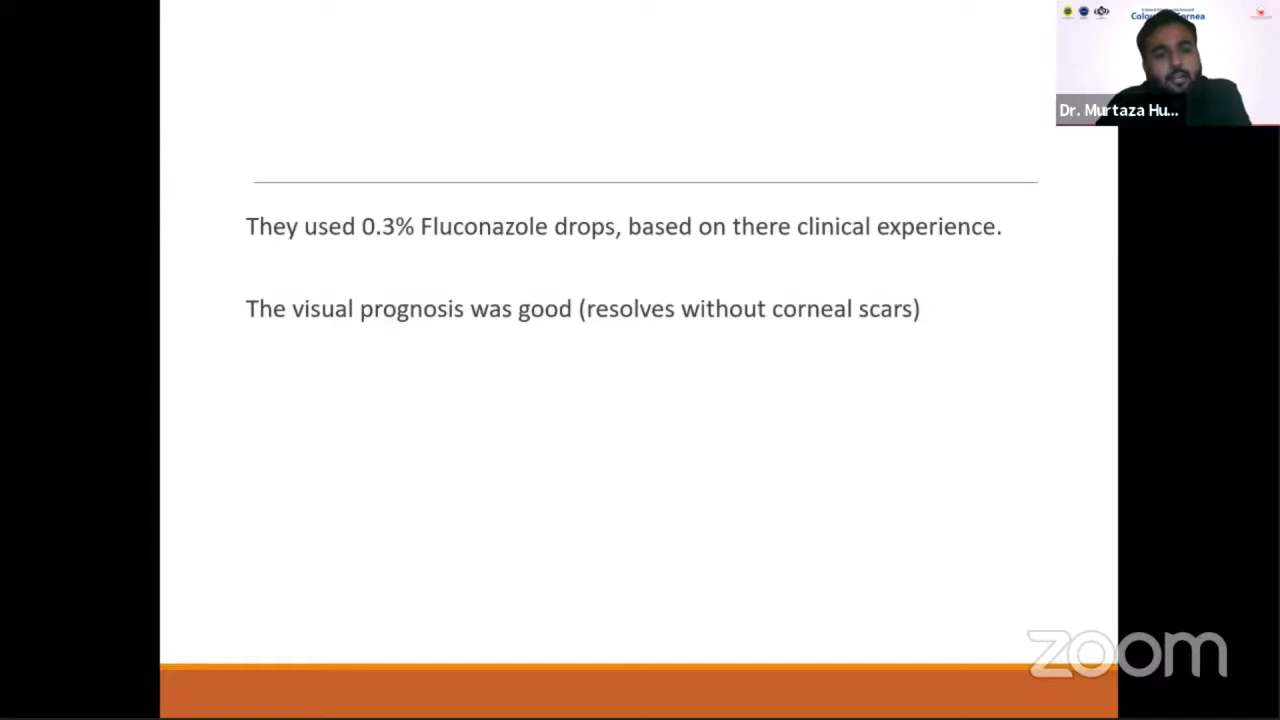 Dr. Murtaza Hu...
They used 0.3% Fluconazole drops, based on there clinical experience.
The visual prognosis was good (resolves without corneal scars)
zoom